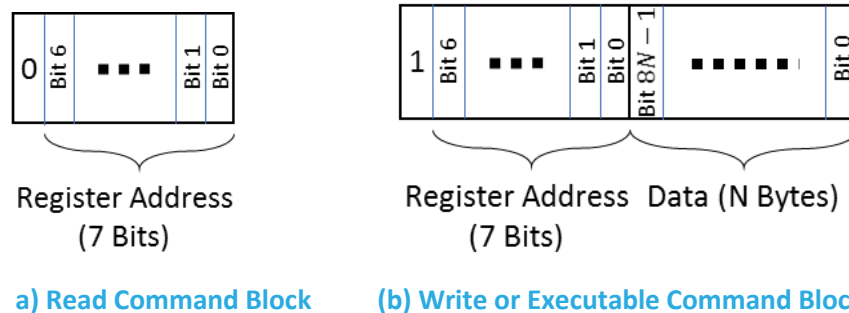 0 Bit 6 Bit 1 Bit 0
1 Bit 6 Bit 1 Bit 0 Bit 8N − 1 Bit 0
Register Address
(7 Bits)
Register Address Data (N Bytes)
(7 Bits)
a) Read Command Block
(b) Write or Executable Command Bloc